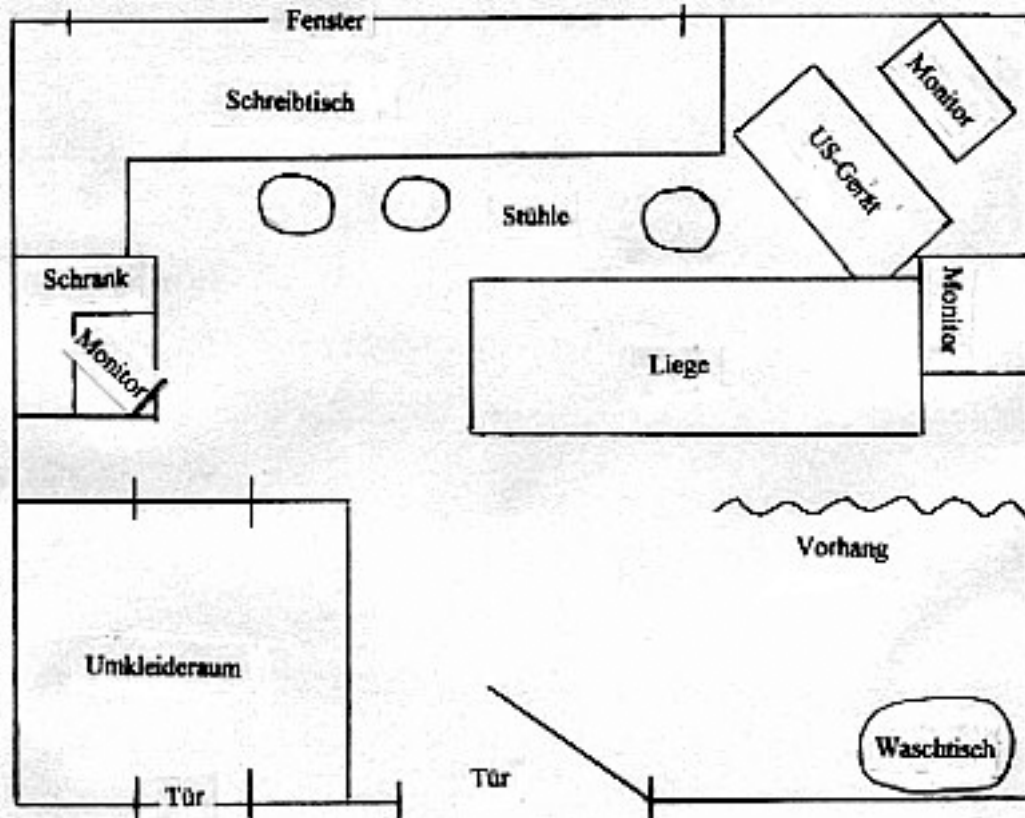 Fenster
Schreibtisch
Monitor
US-Gerät
Stühle
Schrank
Monitor
Monitor
Liege
Vorhang
Umkleideraum
Waschtisch
Tür
Tür